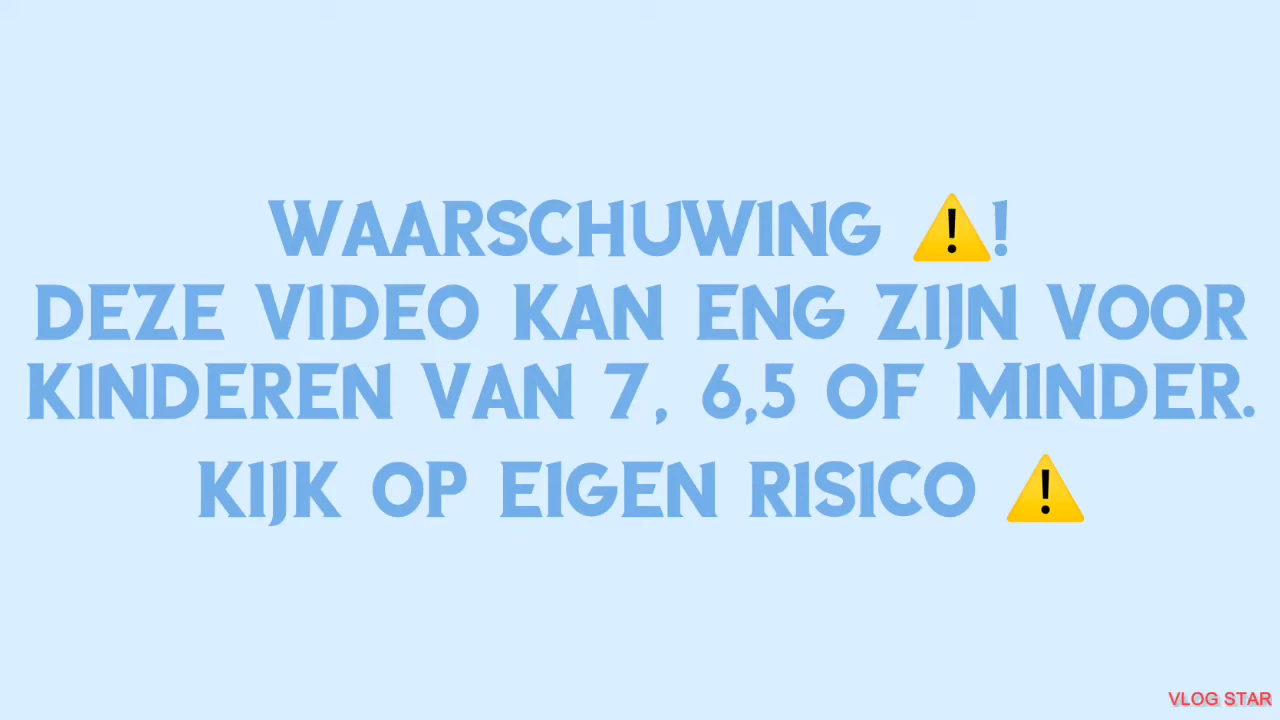 WAARSCHUWING ⚠️!
DEZE VIDEO KAN ENG ZIJN VOOR
KINDEREN VAN 7, 6,5 OF MINDER.
KIJK OP EIGEN RISICO ⚠️
VLOG STAR